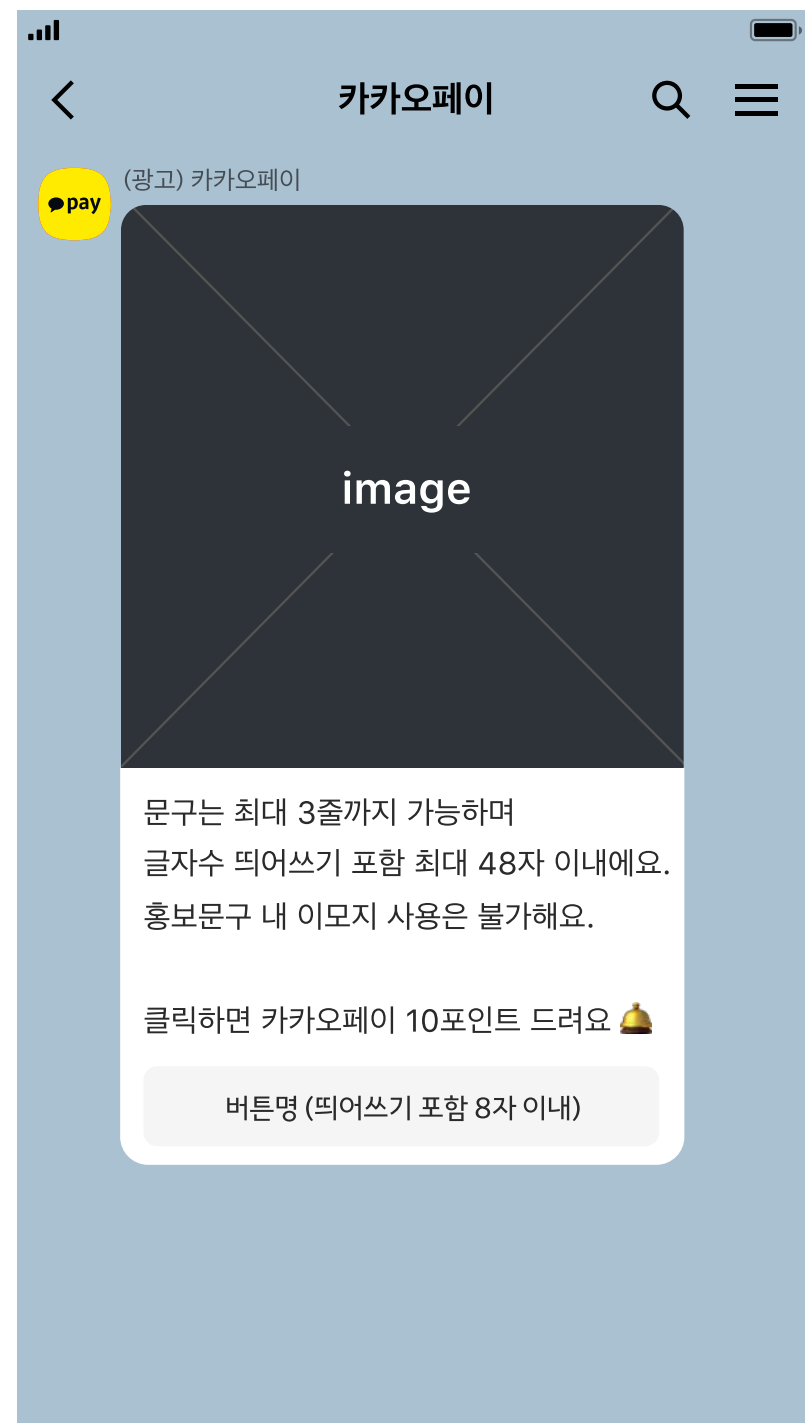 카카오페이
pay
(광고) 카카오페이
image
문구는 최대 3줄까지 가능하며
글자수 띄어쓰기 포함 최대 48자 이내에요.
홍보문구 내 이모지 사용은 불가해요.
클릭하면 카카오페이 10포인트 드려요
버튼명 (띄어쓰기 포함 8자 이내)